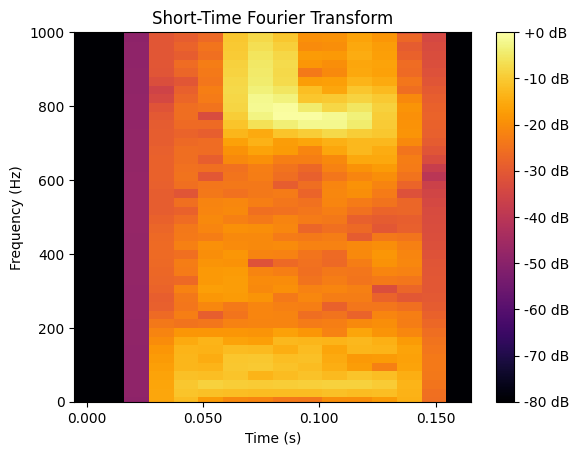 Short-Time Fourier Transform
1000
800
600
400
200
0
Frequency (Hz)
0.000
0.050
0.100
0.150
Time (s)
+0 dB
-10 dB
-20 dB
-30 dB
-40 dB
-50 dB
-60 dB
-70 dB
-80 dB